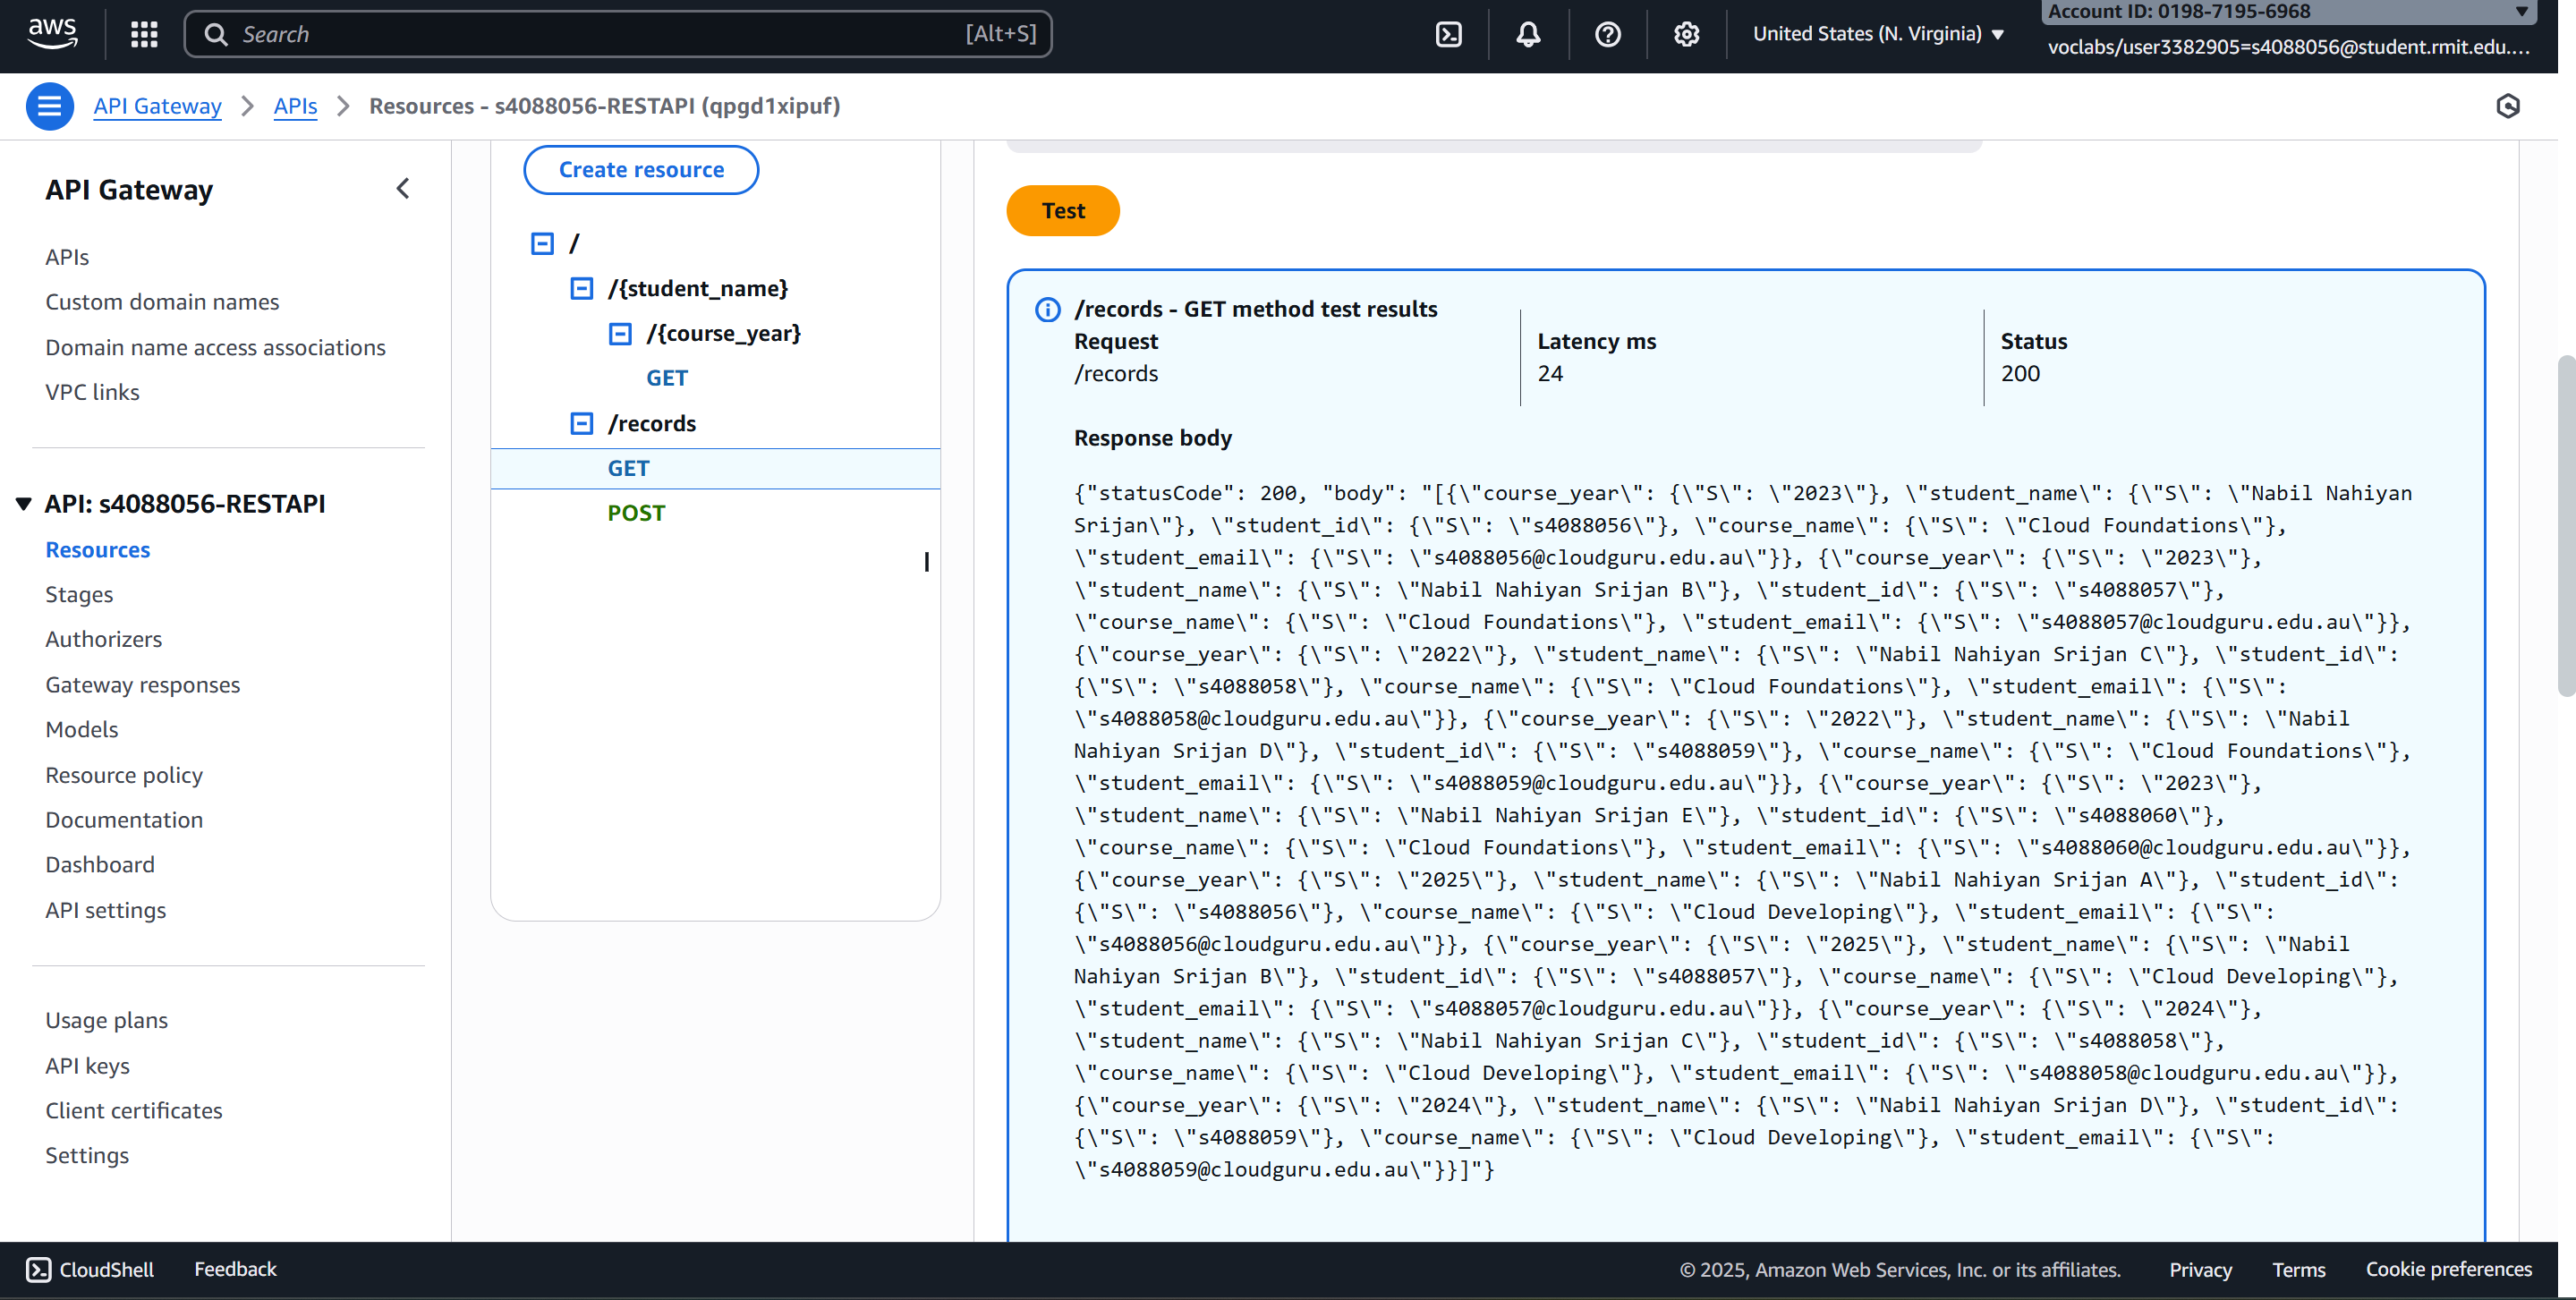 aws
Search
[Alt+S]
United States (N. Virginia)
Account ID: 0198-7195-6968
voclabs/user3382905=s4088056@student.rmit.edu....
API Gateway
APIs
Resources - s4088056-RESTAPI (qpgd1xipuf)
API Gateway
APIs
Custom domain names
Domain name access associations
VPC links
API: s4088056-RESTAPI
Resources
Stages
Authorizers
Gateway responses
Models
Resource policy
Documentation
Dashboard
API settings
Usage plans
API keys
Client certificates
Settings
Create resource
/
/{student_name}
/{course_year}
GET
/records
GET
POST
Test
/records - GET method test results
Request
/records
Latency ms
24
Status
200
Response body
{"statusCode": 200, "body": "[{\"course_year\": {\"S\": \"2023\"}, \"student_name\": {\"S\": \"Nabil Nahiyan
Srijan\"}, \"student_id\": {\"S\": \"s4088056\"}, \"course_name\": {\"S\": \"Cloud Foundations\"},
\"student_email\": {\"S\": \"s4088056@cloudguru.edu.au\"}}, {\"course_year\": {\"S\": \"2023\"},
\"student_name\": {\"S\": \"Nabil Nahiyan Srijan B\"}, \"student_id\": {\"S\": \"s4088057\"},
\"course_name\": {\"S\": \"Cloud Foundations\"}, \"student_email\": {\"S\": \"s4088057@cloudguru.edu.au\"}},
{\"course_year\": {\"S\": \"2022\"}, \"student_name\": {\"S\": \"Nabil Nahiyan Srijan C\"}, \"student_id\":
{\"S\": \"s4088058\"}, \"course_name\": {\"S\": \"Cloud Foundations\"}, \"student_email\": {\"S\":
\"s4088058@cloudguru.edu.au\"}}, {\"course_year\": {\"S\": \"2022\"}, \"student_name\": {\"S\": \"Nabil
Nahiyan Srijan D\"}, \"student_id\": {\"S\": \"s4088059\"}, \"course_name\": {\"S\": \"Cloud Foundations\"},
\"student_email\": {\"S\": \"s4088059@cloudguru.edu.au\"}}, {\"course_year\": {\"S\": \"2023\"},
\"student_name\": {\"S\": \"Nabil Nahiyan Srijan E\"}, \"student_id\": {\"S\": \"s4088060\"},
\"course_name\": {\"S\": \"Cloud Foundations\"}, \"student_email\": {\"S\": \"s4088060@cloudguru.edu.au\"}},
{\"course_year\": {\"S\": \"2025\"}, \"student_name\": {\"S\": \"Nabil Nahiyan Srijan A\"}, \"student_id\":
{\"S\": \"s4088056\"}, \"course_name\": {\"S\": \"Cloud Developing\"}, \"student_email\": {\"S\":
\"s4088056@cloudguru.edu.au\"}}, {\"course_year\": {\"S\": \"2025\"}, \"student_name\": {\"S\": \"Nabil
Nahiyan Srijan B\"}, \"student_id\": {\"S\": \"s4088057\"}, \"course_name\": {\"S\": \"Cloud Developing\"},
\"student_email\": {\"S\": \"s4088057@cloudguru.edu.au\"}}, {\"course_year\": {\"S\": \"2024\"},
\"student_name\": {\"S\": \"Nabil Nahiyan Srijan C\"}, \"student_id\": {\"S\": \"s4088058\"},
\"course_name\": {\"S\": \"Cloud Developing\"}, \"student_email\": {\"S\": \"s4088058@cloudguru.edu.au\"}},
{\"course_year\": {\"S\": \"2024\"}, \"student_name\": {\"S\": \"Nabil Nahiyan Srijan D\"}, \"student_id\":
{\"S\": \"s4088059\"}, \"course_name\": {\"S\": \"Cloud Developing\"}, \"student_email\": {\"S\":
\"s4088059@cloudguru.edu.au\"}}]"}
CloudShell
Feedback
© 2025, Amazon Web Services, Inc. or its affiliates.
Privacy
Terms
Cookie preferences